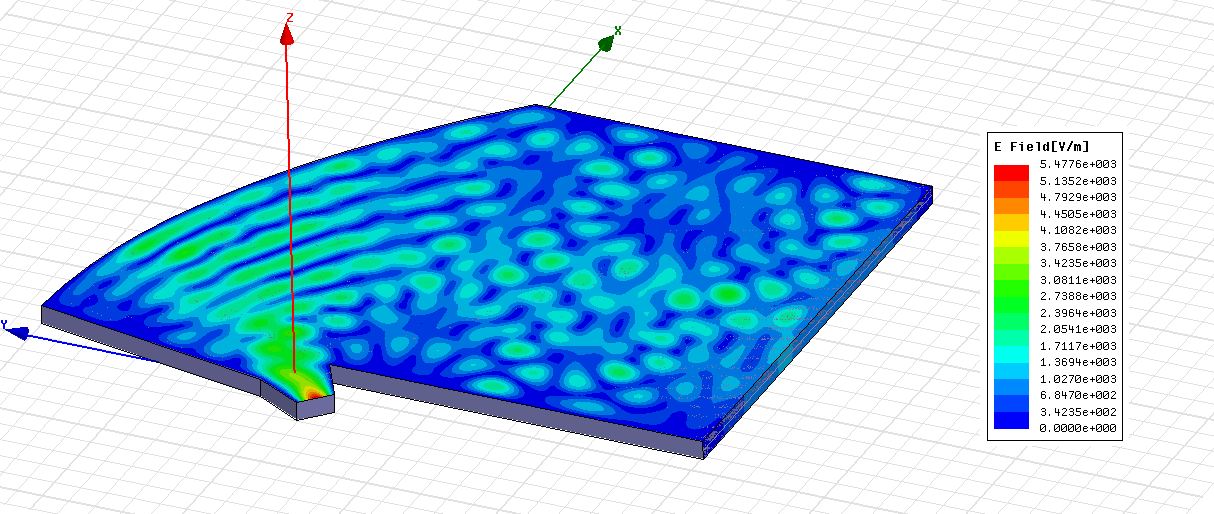 Z
X
Y
E Field[V/m]
5.4776e+003
5.1352e+003
4.7929e+003
4.4505e+003
4.1082e+003
3.7658e+003
3.4235e+003
3.0811e+003
2.7388e+003
2.3964e+003
2.0541e+003
1.7117e+003
1.3694e+003
1.0270e+003
6.8470e+002
3.4235e+002
0.0000e+000